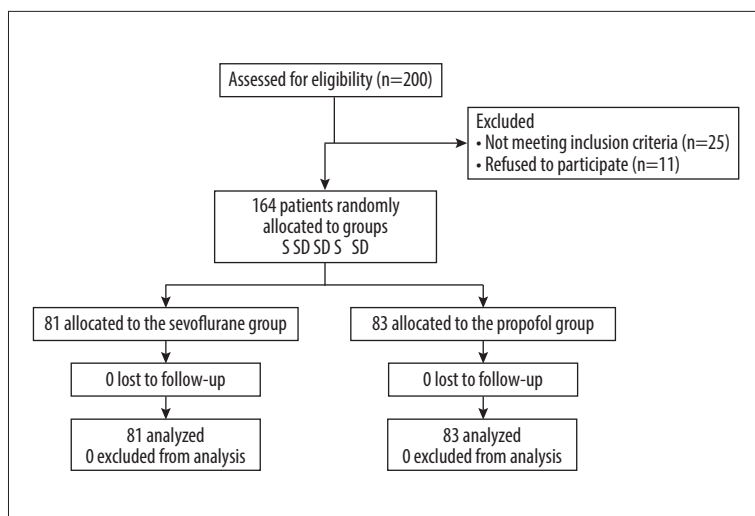 Assessed for eligibility (n=200)
Excluded
• Not meeting inclusion criteria (n=25)
• Refused to participate (n=11)
164 patients randomly
allocated to groups
S SD SD S SD
81 allocated to the sevoflurane group
83 allocated to the propofol group
0 lost to follow-up
0 lost to follow-up
81 analyzed
0 excluded from analysis
83 analyzed
0 excluded from analysis